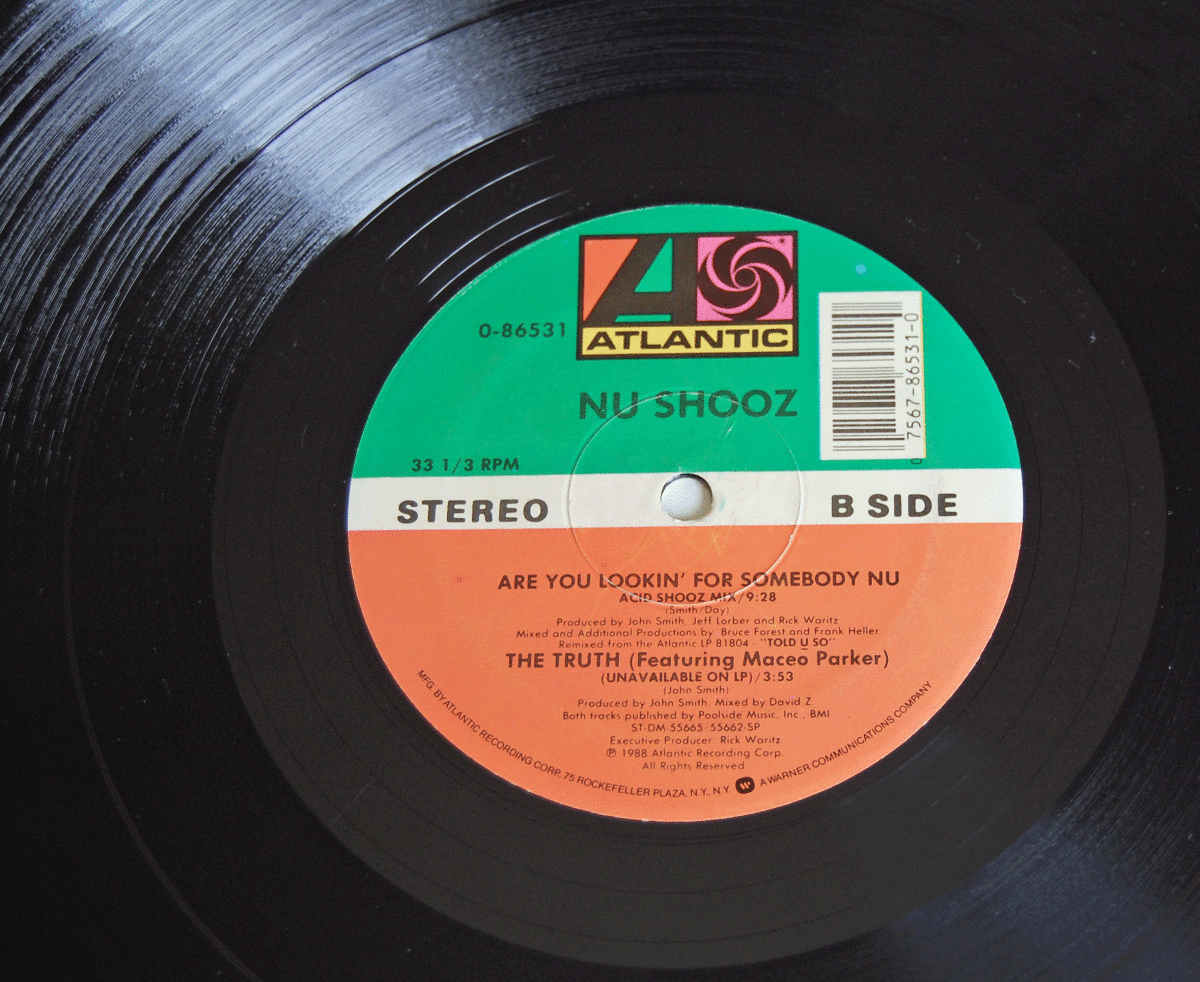 ATLANTIC
0-86531
NU SHOOZ
0 7567-86531-0
33 1/3 RPM
STEREO
B SIDE
ARE YOU LOOKIN' FOR SOMEBODY NU
ACID SHOOZ MIX/9:28
(Smith/Day)
Produced by John Smith, Jeff Lorber and Rick Waritz
Mixed and Additional Productions by Bruce Forest and Frank Heller
Remixed from the Atlantic LP 81804 - "TOLD U SO"
THE TRUTH (Featuring Maceo Parker)
(UNAVAILABLE ON LP)/3:53
(John Smith)
Produced by John Smith. Mixed by David Z.
Both tracks published by Poolside Music, Inc., BMI
ST-DM-55665 55662-SP
Executive Producer: Rick Waritz
℗ 1988 Atlantic Recording Corp.
All Rights Reserved
MFG. BY ATLANTIC RECORDING CORP., 75 ROCKEFELLER PLAZA, N.Y., N.Y. A WARNER COMMUNICATIONS COMPANY